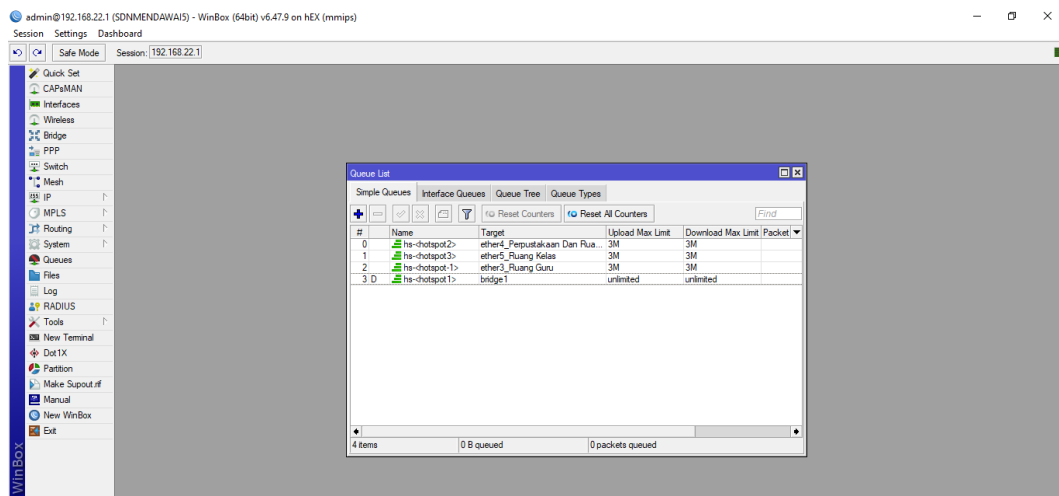 admin@192.168.22.1 (SDNMENDAWAI5) - WinBox (64bit) v6.47.9 on hEX (mmips)
Session Settings Dashboard
Safe Mode Session: 192.168.22.1
Quick Set
CAPsMAN
Interfaces
Wireless
Bridge
PPP
Switch
Mesh
IP
MPLS
Routing
System
Queues
Files
Log
RADIUS
Tools
New Terminal
Dot1X
Partition
Make Supout.rif
Manual
New WinBox
Exit
WinBox
Queue List
Simple Queues Interface Queues Queue Tree Queue Types
Reset Counters Reset All Counters Find
# Name Target Upload Max Limit Download Max Limit Packet
0 hs-<hotspot2> ether4_Perpustakaan Dan Rua... 3M 3M
1 hs-<hotspot3> ether5_Ruang Kelas 3M 3M
2 hs-<hotspot-1> ether3_Ruang Guru 3M 3M
3 D hs-<hotspot1> bridge1 unlimited unlimited
4 items 0 B queued 0 packets queued